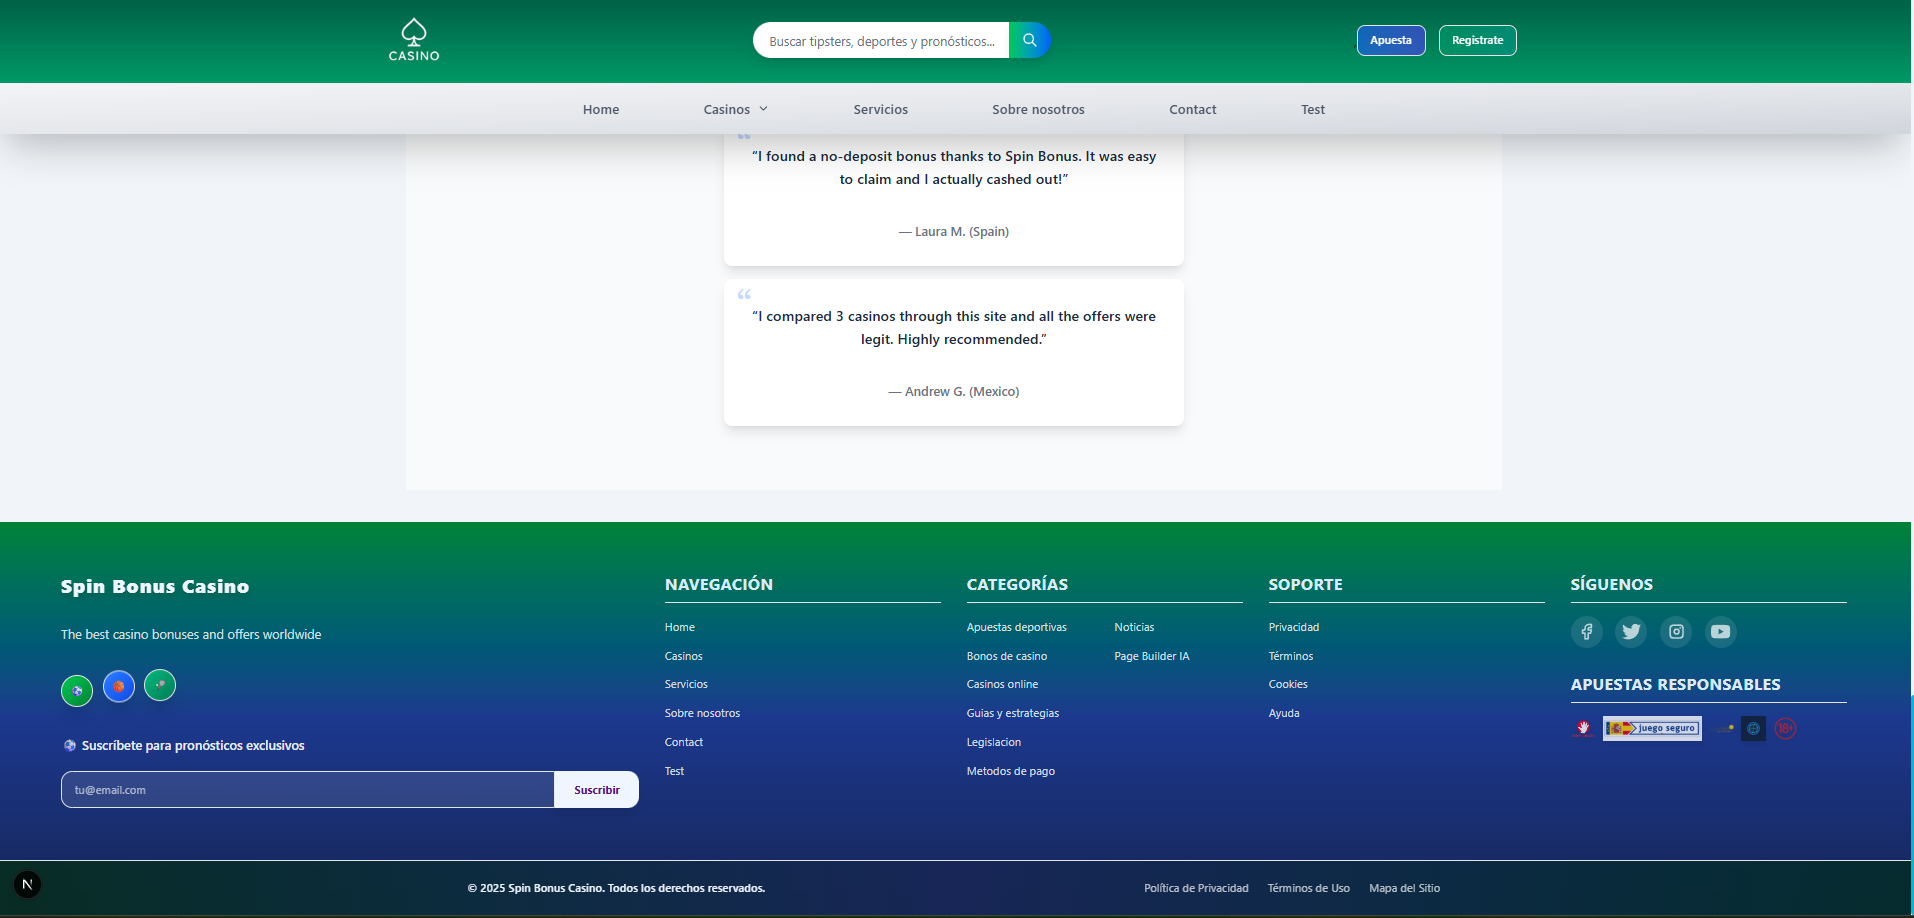 CASINO
Buscar tipsters, deportes y pronósticos...
Apuesta
Registrate
Home
Casinos
Servicios
Sobre nosotros
Contact
Test
“
“I found a no-deposit bonus thanks to Spin Bonus. It was easy
to claim and I actually cashed out!”
— Laura M. (Spain)
“
“I compared 3 casinos through this site and all the offers were
legit. Highly recommended.”
— Andrew G. (Mexico)
Spin Bonus Casino
The best casino bonuses and offers worldwide
Suscríbete para pronósticos exclusivos
tu@email.com
Suscribir
NAVEGACIÓN
Home
Casinos
Servicios
Sobre nosotros
Contact
Test
CATEGORÍAS
Apuestas deportivas
Noticias
Bonos de casino
Page Builder IA
Casinos online
Guias y estrategias
Legislacion
Metodos de pago
SOPORTE
Privacidad
Términos
Cookies
Ayuda
SÍGUENOS
APUESTAS RESPONSABLES
juego seguro
18+
N
© 2025 Spin Bonus Casino. Todos los derechos reservados.
Política de Privacidad
Términos de Uso
Mapa del Sitio